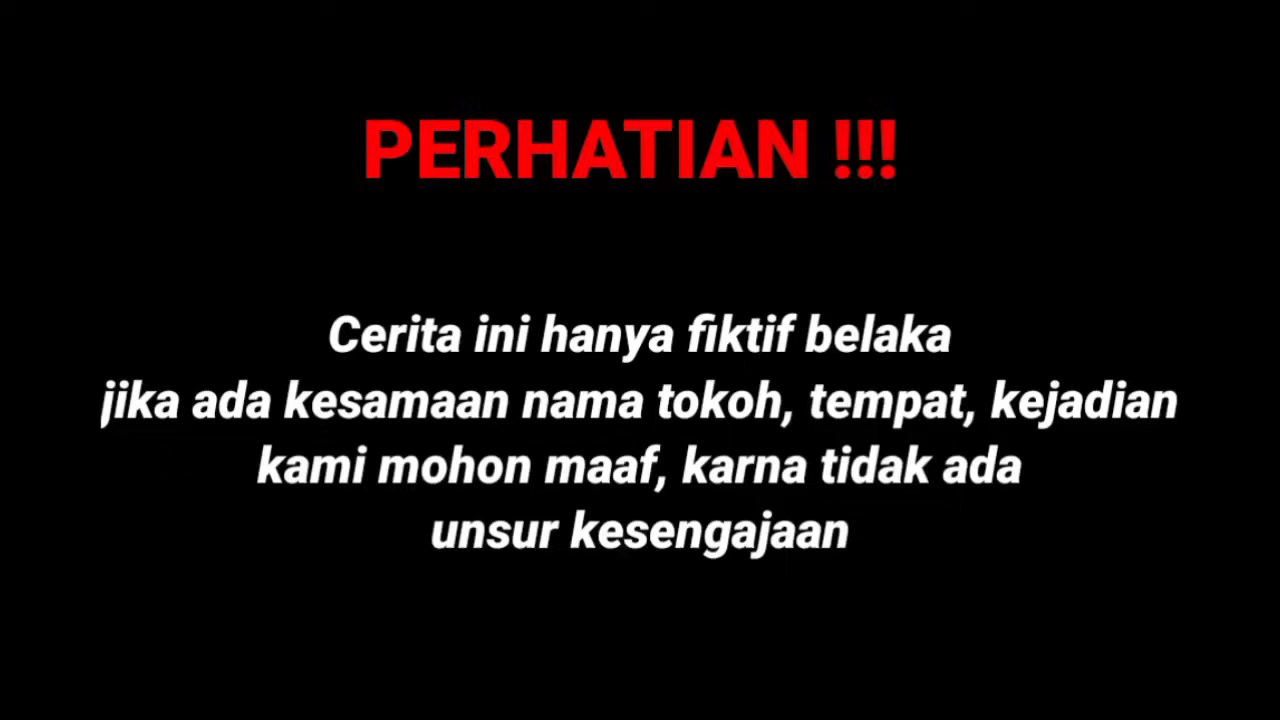 PERHATIAN !!!
Cerita ini hanya fiktif belaka
jika ada kesamaan nama tokoh, tempat, kejadian
kami mohon maaf, karna tidak ada
unsur kesengajaan